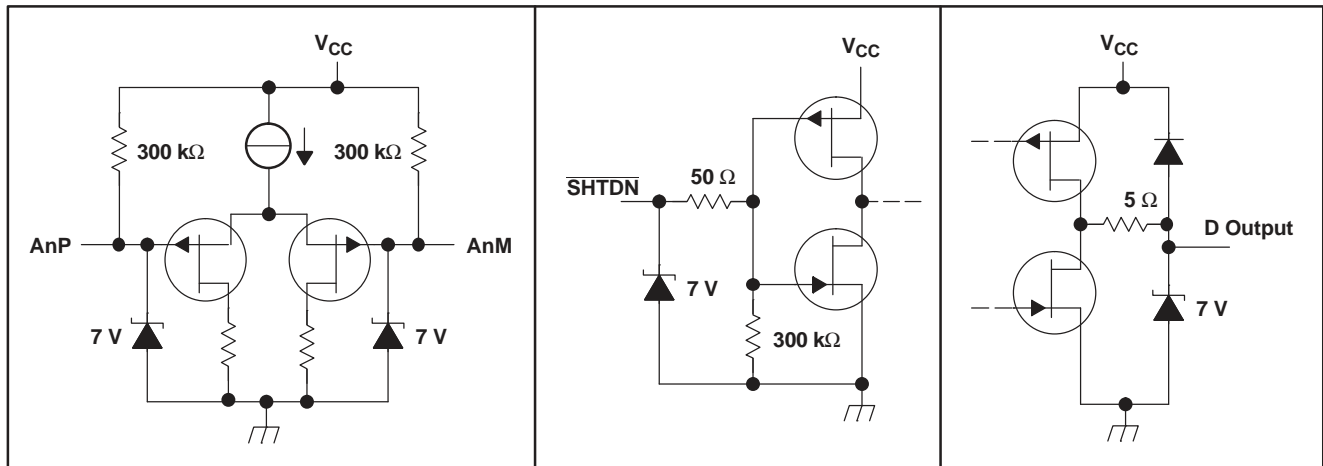 VCC
300 kΩ
300 kΩ
AnP
AnM
7 V
7 V
VCC
SHTDN
50 Ω
7 V
300 kΩ
VCC
5 Ω
D Output
7 V